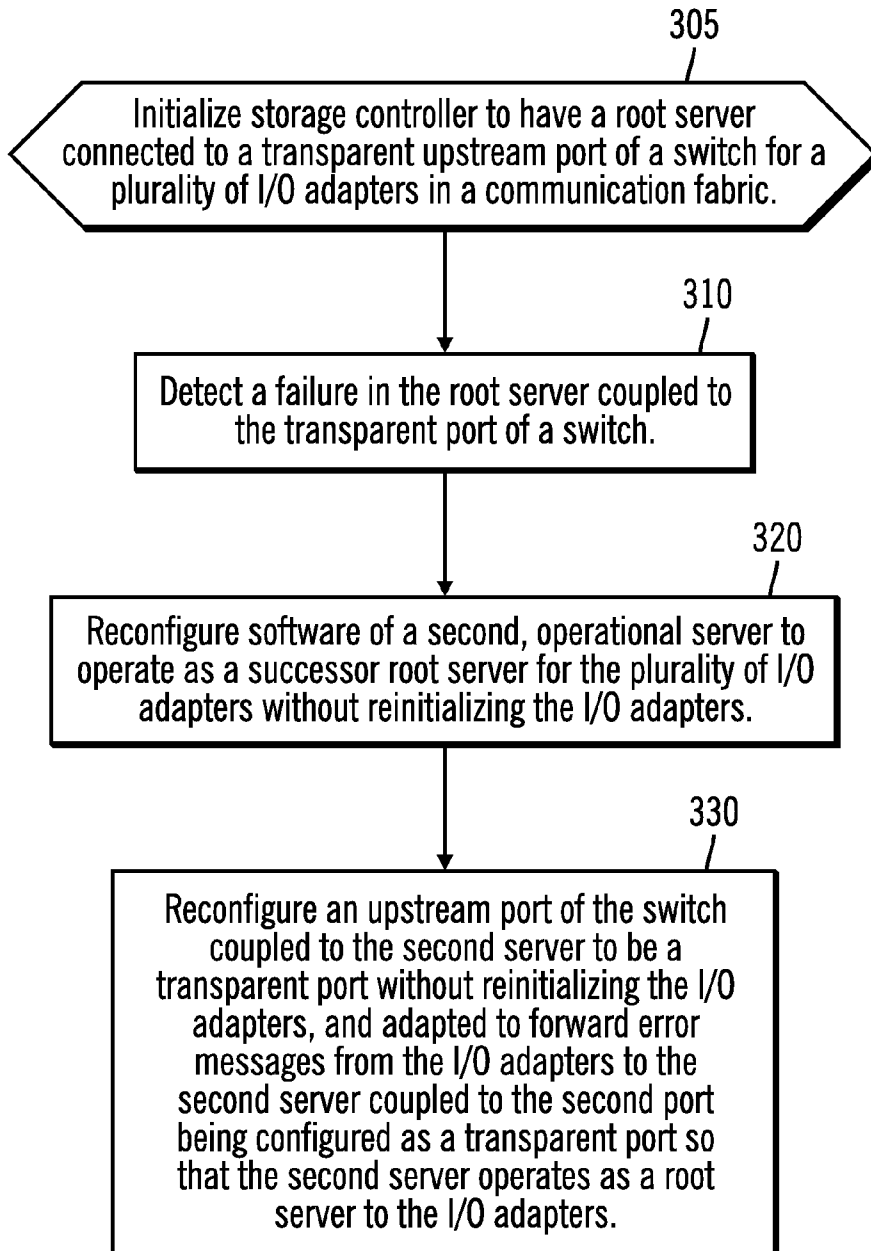 305
Initialize storage controller to have a root server
connected to a transparent upstream port of a switch for a
plurality of I/O adapters in a communication fabric.
310
Detect a failure in the root server coupled to
the transparent port of a switch.
320
Reconfigure software of a second, operational server to
operate as a successor root server for the plurality of I/O
adapters without reinitializing the I/O adapters.
330
Reconfigure an upstream port of the switch
coupled to the second server to be a
transparent port without reinitializing the I/O
adapters, and adapted to forward error
messages from the I/O adapters to the
second server coupled to the second port
being configured as a transparent port so
that the second server operates as a root
server to the I/O adapters.